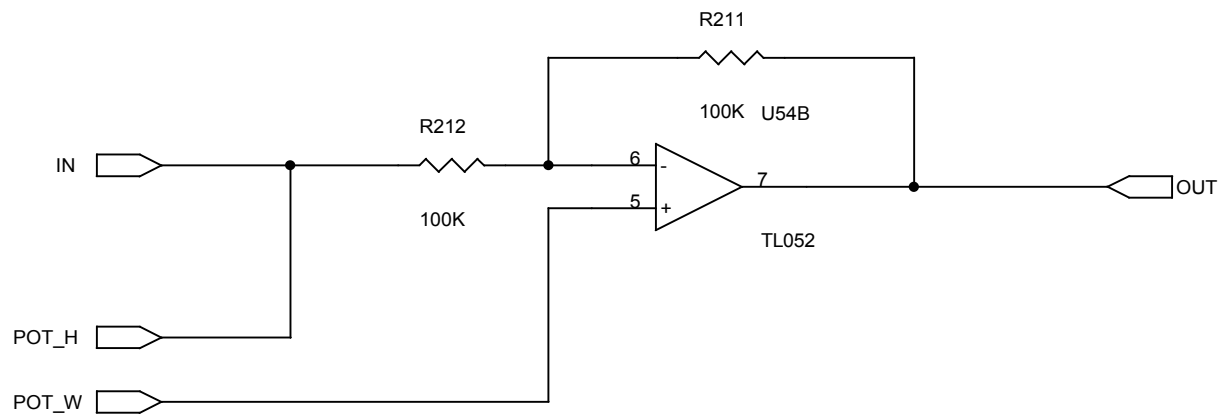 R211
100K U54B
R212
IN
6
-
7
OUT
5
+
100K
TL052
POT_H
POT_W